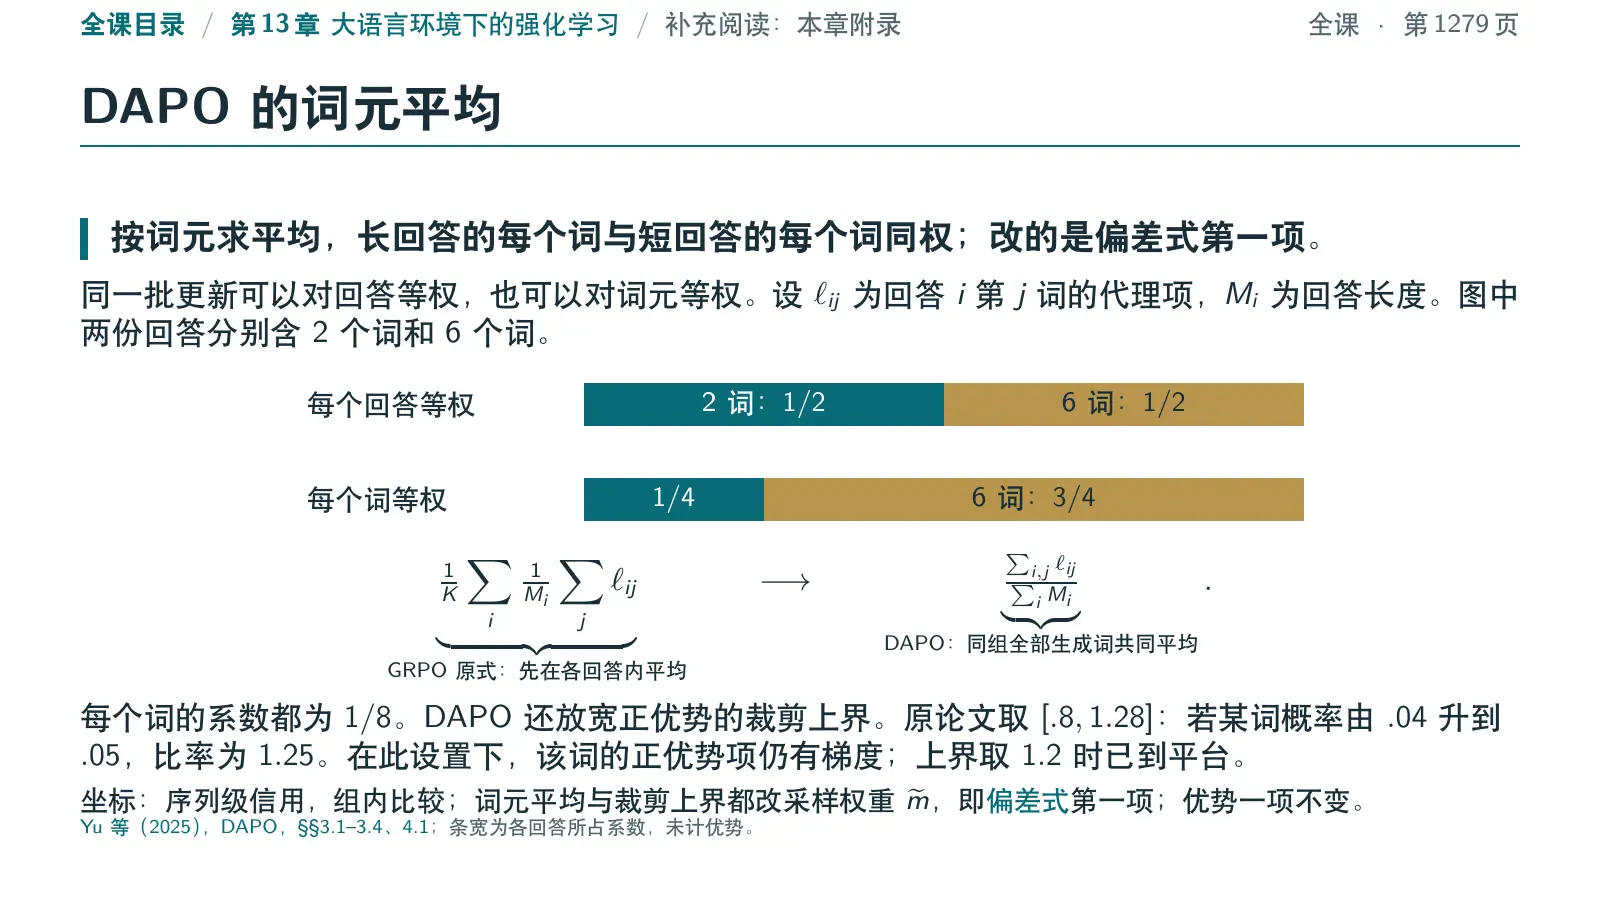 全课目录 / 第 13 章 大语言环境下的强化学习 / 补充阅读：本章附录
全课 · 第 1279 页
DAPO 的词元平均
按词元求平均，长回答的每个词与短回答的每个词同权；改的是偏差式第一项。
同一批更新可以对回答等权，也可以对词元等权。设 ℓ_{ij} 为回答 i 第 j 词的代理项，M_i 为回答长度。图中
两份回答分别含 2 个词和 6 个词。
每个回答等权 2 词：1/2 6 词：1/2
每个词等权 1/4 6 词：3/4
\frac{1}{K} \sum_i \frac{1}{M_i} \sum_j ℓ_{ij} ⟶ \frac{\sum_{i,j} ℓ_{ij}}{\sum_i M_i} .
DAPO：同组全部生成词共同平均
GRPO 原式：先在各回答内平均
每个词的系数都为 1/8。DAPO 还放宽正优势的裁剪上界。原论文取 [.8, 1.28]：若某词概率由 .04 升到
.05，比率为 1.25。在此设置下，该词的正优势项仍有梯度；上界取 1.2 时已到平台。
坐标：序列级信用，组内比较；词元平均与裁剪上界都改采样权重 \widetilde{m}，即偏差式第一项；优势一项不变。
Yu 等（2025），DAPO，§§3.1–3.4、4.1；条宽为各回答所占系数，未计优势。